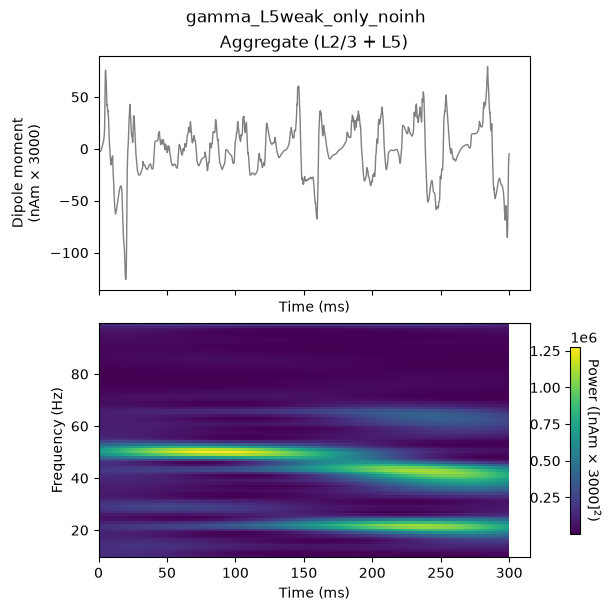 gamma_L5weak_only_noinh
Aggregate (L2/3 + L5)
Dipole moment
(nAm × 3000)
50
0
−50
−100
Time (ms)
Frequency (Hz)
80
60
40
20
0
50
100
150
200
250
300
Time (ms)
1e6
1.25
1.00
0.75
0.50
0.25
Power ([nAm × 3000]²)